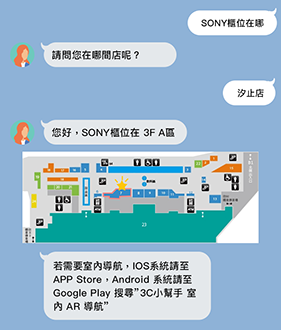 SONY櫃位在哪
請問您在哪間店呢?
汐止店
您好,SONY櫃位在 3F A區
23
若需要室內導航,IOS系統請至
APP Store,Android 系統請至
Google Play 搜尋”3C小幫手 室
內 AR 導航”